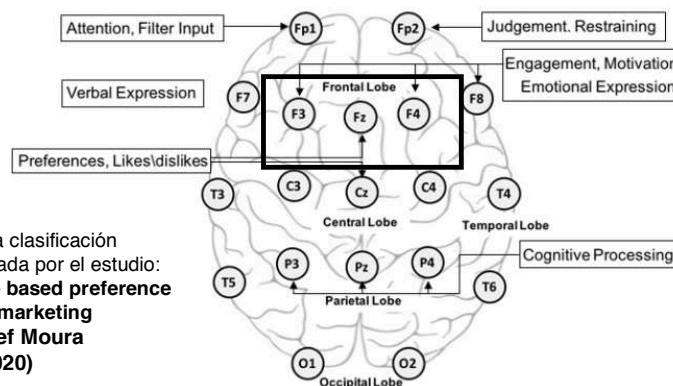 Attention, Filter Input
Fp1
Fp2
Judgement. Restraining
Engagement, Motivation
Emotional Expression
Verbal Expression
Frontal Lobe
F7
F3
Fz
F4
F8
Preferences, Likes\dislikes
T3
C3
Cz
C4
T4
Central Lobe
Temporal Lobe
a clasificación
ada por el estudio:
based preference
marketing
ef Moura
020)
Cognitive Processing
T5
P3
Pz
P4
T6
Parietal Lobe
O1
O2
Occipital Lobe